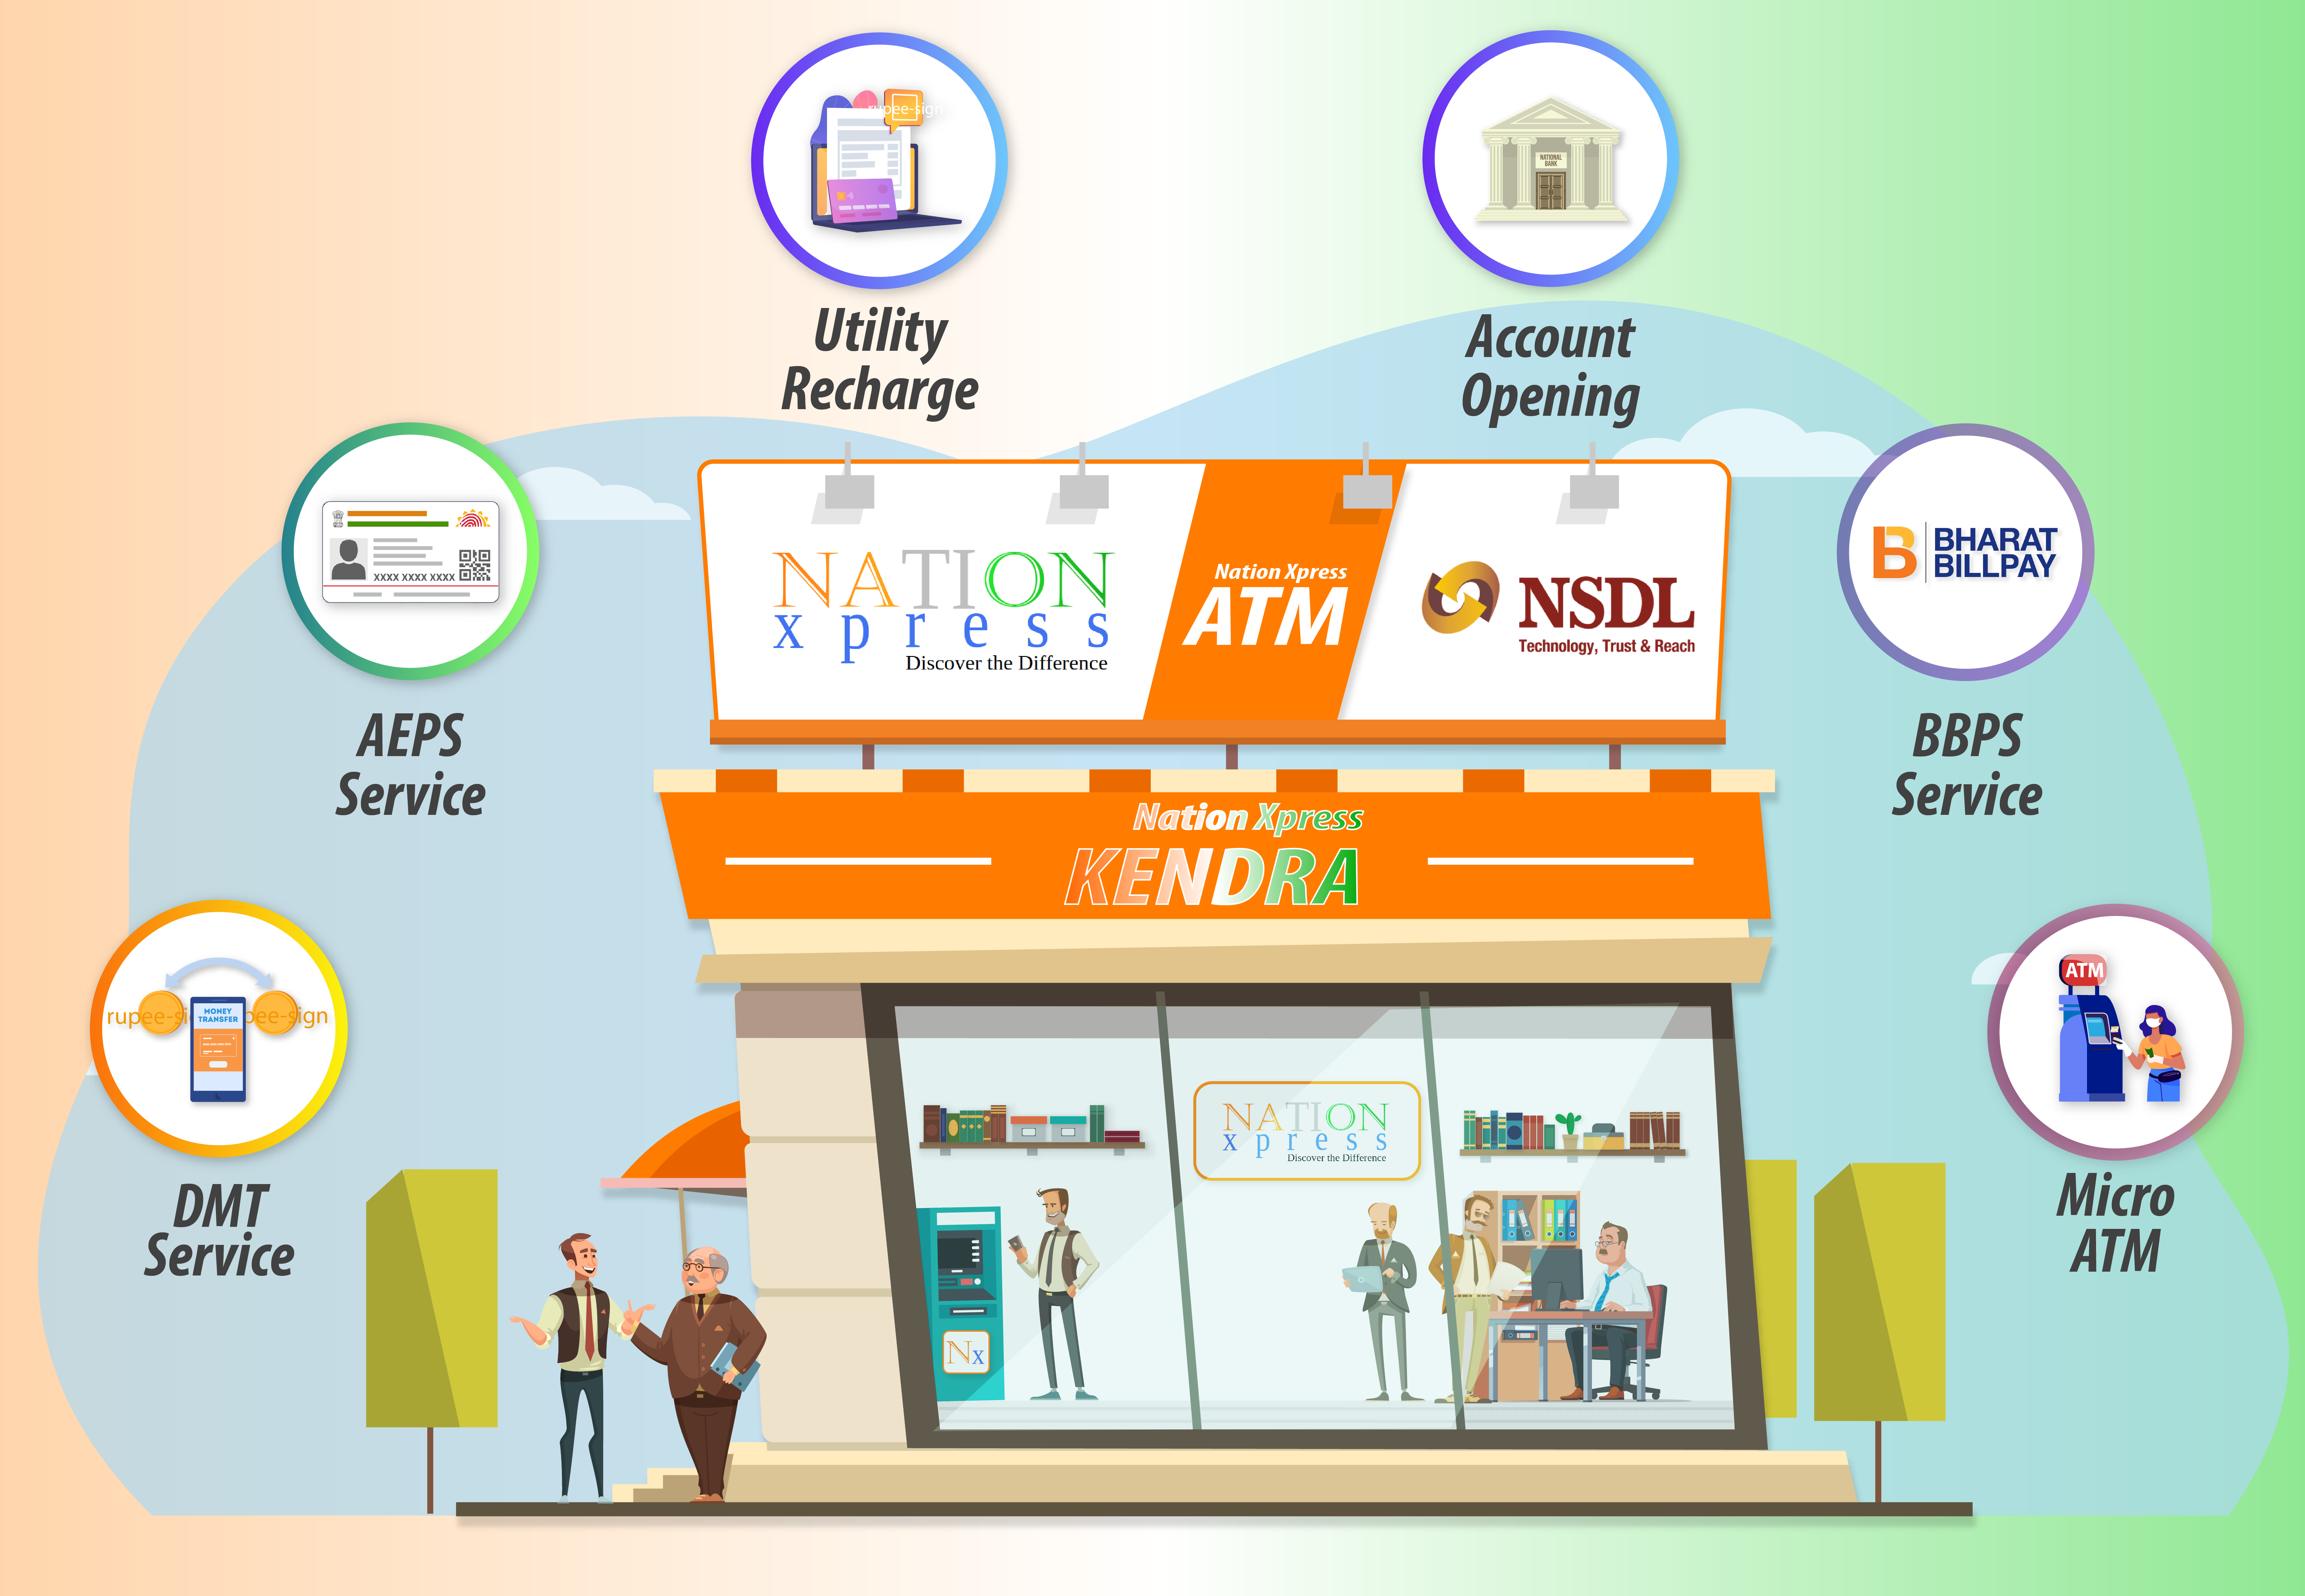 rupee-sign
Utility
Recharge
NATIONAL
BANK
Account
Opening
XXXX XXXX XXXX
AEPS
Service
NATION
xpress
Discover the Difference
Nation Xpress
ATM
NSDL
Technology, Trust & Reach
BHARAT
BILLPAY
BBPS
Service
Nation Xpress
KENDRA
rupee-si
pee-sign
MONEY
TRANSFER
DMT
Service
ATM
Micro
ATM
NATION
xpress
Discover the Difference
Nx